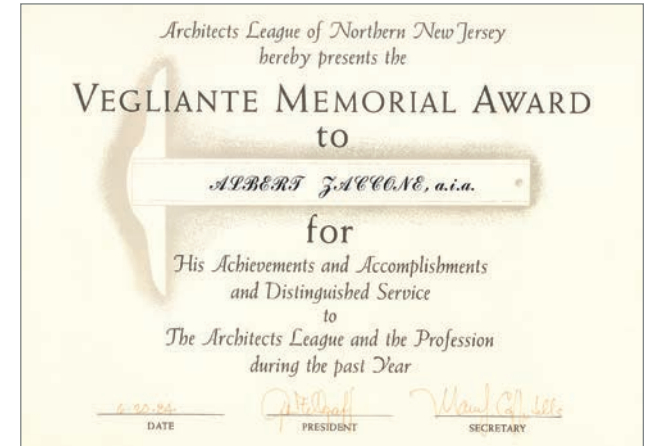 Architects League of Northern New Jersey
hereby presents the
VEGLIANTE MEMORIAL AWARD
to
ALBERT ZACCONE, a.i.a.
for
His Achievements and Accomplishments
and Distinguished Service
to
The Architects League and the Profession
during the past Year
DATE PRESIDENT SECRETARY